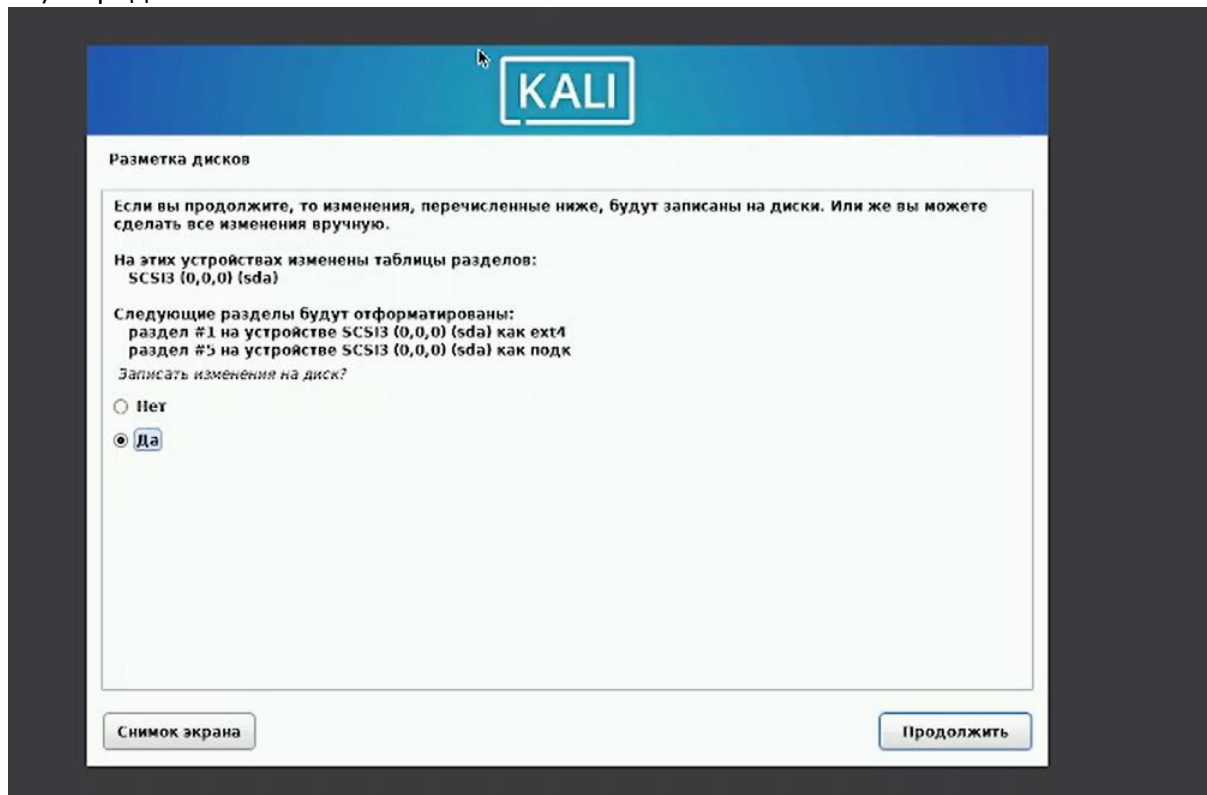 KALI
Разметка дисков
Если вы продолжите, то изменения, перечисленные ниже, будут записаны на диски. Или же вы можете
сделать все изменения вручную.
На этих устройствах изменены таблицы разделов:
SCSI3 (0,0,0) (sda)
Следующие разделы будут отформатированы:
раздел #1 на устройстве SCSI3 (0,0,0) (sda) как ext4
раздел #5 на устройстве SCSI3 (0,0,0) (sda) как подк
Записать изменения на диск?
Нет
Да
Снимок экрана
Продолжить